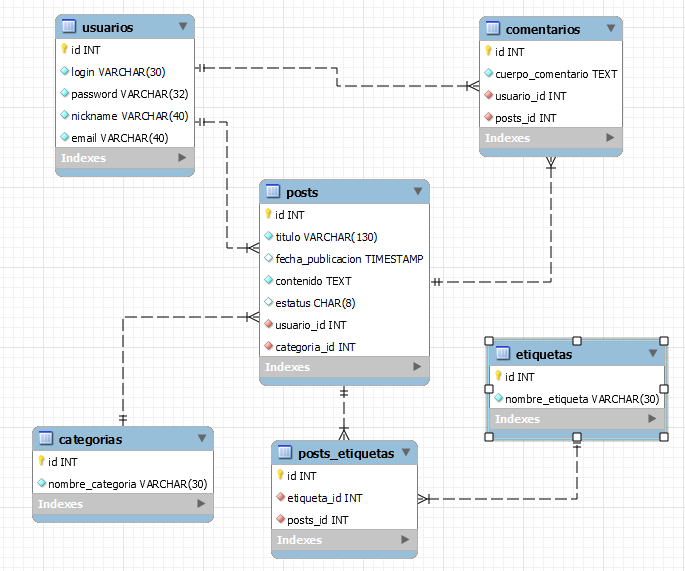 usuarios
id INT
login VARCHAR(30)
password VARCHAR(32)
nickname VARCHAR(40)
email VARCHAR(40)
Indexes
comentarios
id INT
cuerpo_comentario TEXT
usuario_id INT
posts_id INT
Indexes
posts
id INT
titulo VARCHAR(130)
fecha_publicacion TIMESTAMP
contenido TEXT
estatus CHAR(8)
usuario_id INT
categoria_id INT
Indexes
etiquetas
id INT
nombre_etiqueta VARCHAR(30)
Indexes
categorias
id INT
nombre_categoria VARCHAR(30)
Indexes
posts_etiquetas
id INT
etiqueta_id INT
posts_id INT
Indexes